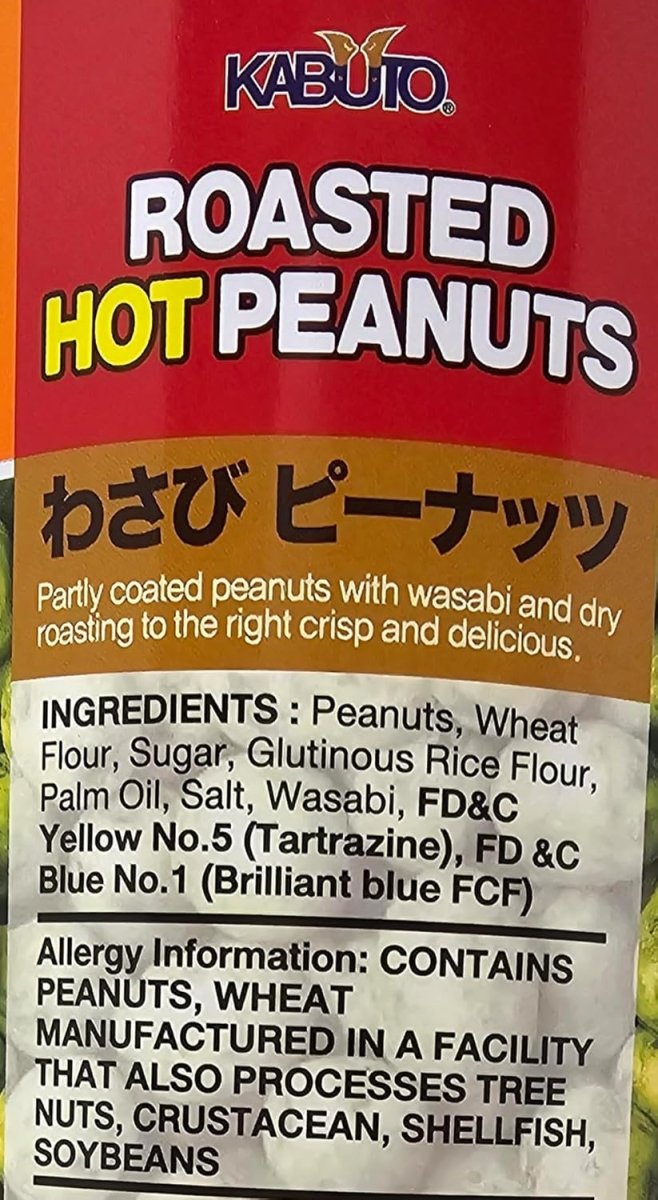 KABUTO®
ROASTED
HOT PEANUTS
わさび ピーナッツ
Partly coated peanuts with wasabi and dry
roasting to the right crisp and delicious.
INGREDIENTS : Peanuts, Wheat
Flour, Sugar, Glutinous Rice Flour,
Palm Oil, Salt, Wasabi, FD&C
Yellow No.5 (Tartrazine), FD &C
Blue No.1 (Brilliant blue FCF)
Allergy Information: CONTAINS
PEANUTS, WHEAT
MANUFACTURED IN A FACILITY
THAT ALSO PROCESSES TREE
NUTS, CRUSTACEAN, SHELLFISH,
SOYBEANS